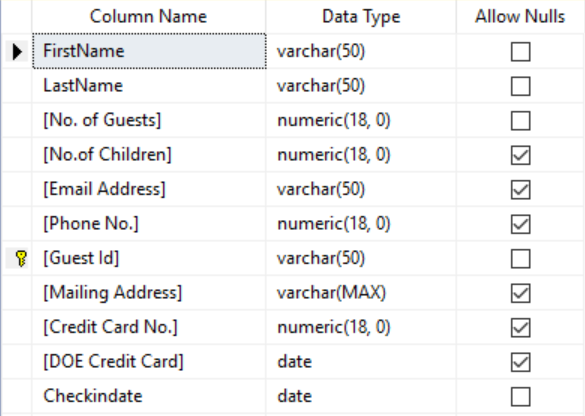 Column Name Data Type Allow Nulls
FirstName varchar(50)
LastName varchar(50)
[No. of Guests] numeric(18, 0)
[No.of Children] numeric(18, 0)
[Email Address] varchar(50)
[Phone No.] numeric(18, 0)
[Guest Id] varchar(50)
[Mailing Address] varchar(MAX)
[Credit Card No.] numeric(18, 0)
[DOE Credit Card] date
Checkindate date